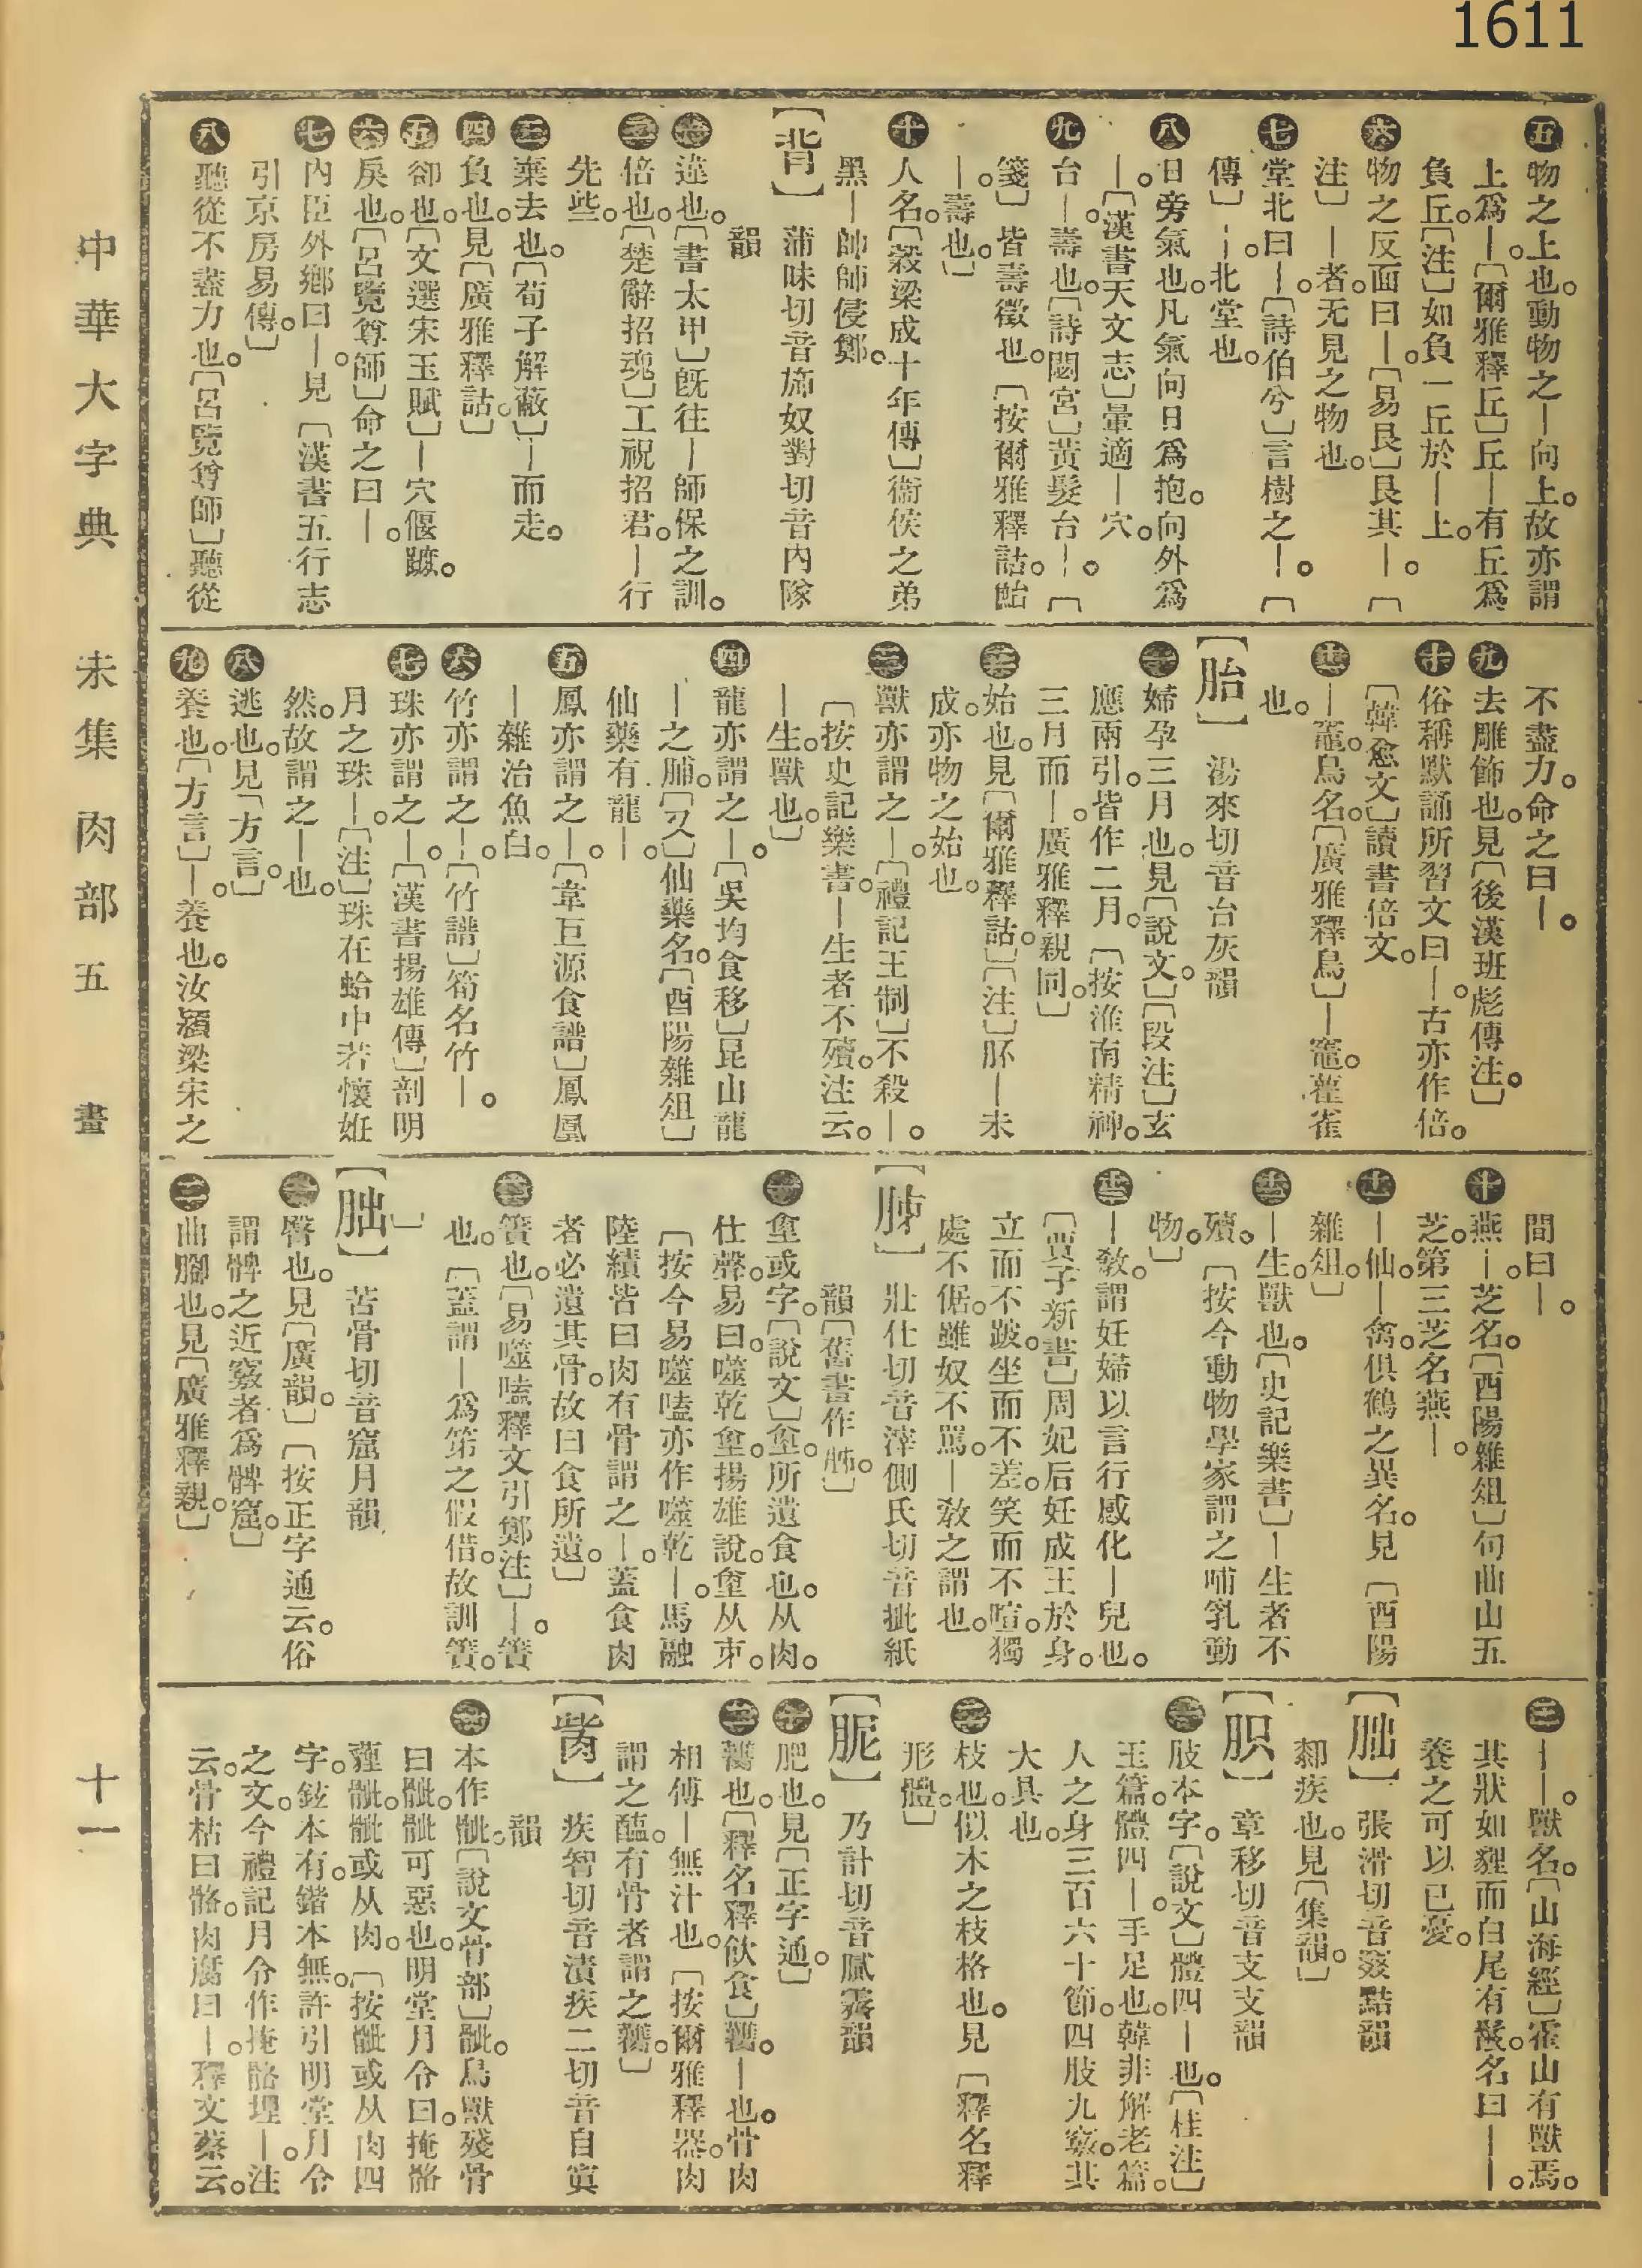 1611
㊄物之上也。動物之—向上。故亦謂
上爲—。〔爾雅釋丘〕丘—有丘爲
負丘。〔注〕如負一丘於—上。
㊅物之反面曰—。〔易艮〕艮其—。〔
注〕—者无見之物也。
㊆堂北曰—。〔詩伯兮〕言樹之—。〔
傳〕—北堂也。
㊇日旁氣也。凡氣向日爲抱。向外爲
—。〔漢書天文志〕暈適—穴。
㊈台—。壽也。〔詩閟宮〕黃髮台—。〔
箋〕皆壽徵也。〔按爾雅釋詁。鮐
—。壽也。〕
㊉人名。〔穀梁成十年傳〕衞侯之弟
黑—帥師侵鄭。
【背】蒲昧切音旆奴對切音內隊
韻
㊀違也。〔書太甲〕旣往—師保之訓。
㊁倍也。〔楚辭招魂〕工祝招君。—行
先些。
㊂棄去也。〔荀子解蔽〕—而走。
㊃負也。見〔廣雅釋詁。〕
㊄卻也。〔文選宋玉賦〕—穴偃蹠。
㊅戾也。〔呂覽尊師〕命之曰—。
㊆內臣外鄉曰—。見〔漢書五行志
引京房易傳。〕
㊇聽從不盡力也。〔呂覽尊師〕聽從
不盡力。命之曰—。
㊈去雕飾也。見〔後漢班彪傳注。〕
㊉俗稱默誦所習文曰—。古亦作倍。
〔韓愈文〕讀書倍文。
—竈。鳥名。〔廣雅釋鳥〕—竈。雚雀
也。
【胎】湯來切音台灰韻
㊀婦孕三月也。見〔說文。〕〔段注〕玄
應兩引。皆作二月。〔按淮南精神。
三月而—。廣雅釋親同。〕
㊁始也。見〔爾雅釋詁。〕〔注〕胚—未
成。亦物之始也。
㊂獸亦謂之—。〔禮記王制〕不殺—。
〔按史記樂書。—生者不殰。注云。
—生。獸也。〕
㊃龍亦謂之—。〔吳均食移〕昆山龍
—之脯。〔又〕仙藥名。〔酉陽雜俎〕
仙藥有龍—。
㊄鳳亦謂之—。〔韋巨源食譜〕鳳凰
—雜治魚白。
㊅竹亦謂之—。〔竹譜〕筍名竹—。
㊆珠亦謂之—。〔漢書揚雄傳〕剖明
月之珠—。〔注〕珠在蛤中若懷妊
然。故謂之—也。
㊇逃也。見〔方言。〕
㊈養也。〔方言〕—。養也。汝潁梁宋之
間曰—。
㊉燕—。芝名。〔酉陽雜俎〕句曲山五
芝。第三芝名燕—。
—仙。—禽。俱鶴之異名。見〔酉陽
雜俎。〕
—生。獸也。〔史記樂書〕—生者不
殰。〔按今動物學家謂之哺乳動
物。〕
—敎。謂妊婦以言行感化—兒也。
〔賈子新書〕周妃后妊成王於身。
立而不跛。坐而不差。笑而不喧。獨
處不倨。雖奴不罵。—敎之謂也。
【胏】壯仕切音滓側氏切音批紙
韻〔舊書作𦙞。〕
㊀𠧧或字。〔說文〕𠧧。所遺食也。从肉。
仕聲。易曰。噬乾𠧧。揚雄說。𠧧从𠂔。
〔按今易噬嗑亦作噬乾—。馬融
陸績皆曰肉有骨謂之—。蓋食肉
者必遺其骨。故曰食所遺。〕
㊁簀也。〔易噬嗑釋文引鄭注〕—。簀
也。〔蓋謂—爲笫之假借。故訓簀。
〕
【胐】苦骨切音窟月韻
㊀臀也。見〔廣韻。〕〔按正字通云。俗
謂髀之近竅者爲髀窟。〕
㊁曲腳也。見〔廣雅釋親。〕
㊂——。獸名。〔山海經〕霍山有獸焉。
其狀如貍而白尾有鬣。名曰——。
養之可以已憂。
【朏】張滑切音窡黠韻
𨚫疾也。見〔集韻。〕
【胑】章移切音支支韻
㊀肢本字。〔說文〕體四—也。〔桂注〕
玉篇。體四—。手足也。韓非解老篇。
人之身三百六十節。四肢九竅。其
大具也。
㊁枝也。似木之枝格也。見〔釋名釋
形體。〕
【胒】乃計切音膩霽韻
㊀肥也。見〔正字通。〕
㊁臡也。〔釋名釋飲食〕臡。—也。骨肉
相傅—無汁也。〔按爾雅釋器。肉
謂之醢。有骨者謂之臡。〕
【胔】疾智切音漬疾二切音自寘
韻
㊀本作骴。〔說文骨部〕骴。鳥獸殘骨
曰骴。骴可惡也。明堂月令曰。掩骼
薶骴。骴或从肉。〔按骴或从肉四
字。鉉本有。鍇本無。許引明堂月令
之文。今禮記月令作掩骼埋—。注
云。骨枯曰骼。肉腐曰—。釋文蔡云。
中華大字典 未集 肉部 五畫 十一